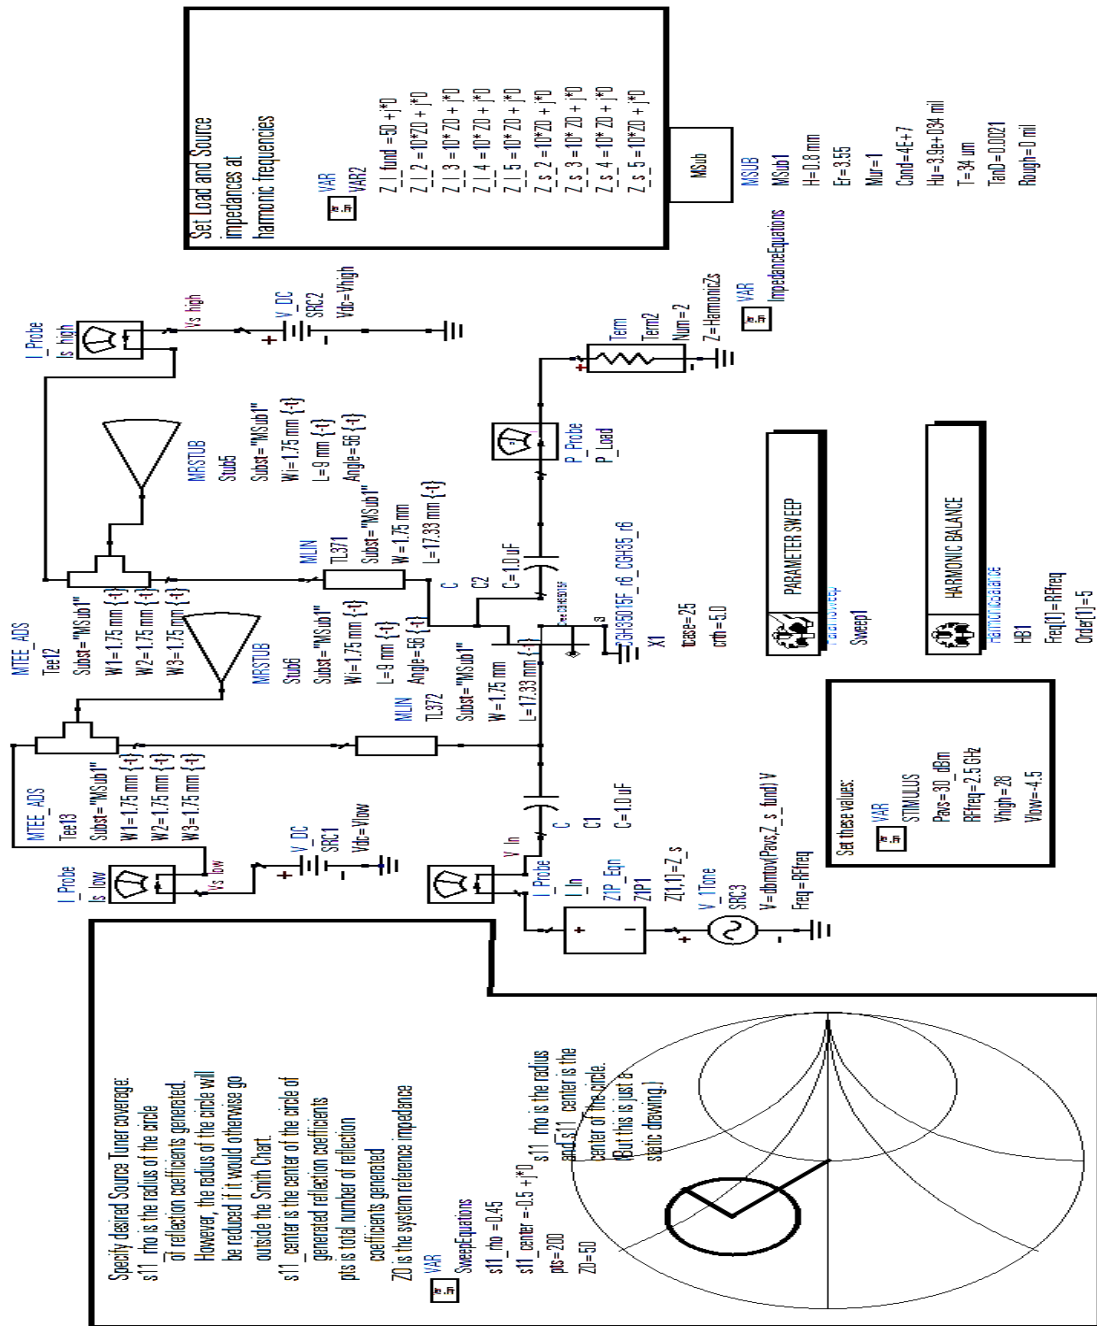 Specify desired Source Tuner coverage:
s11_rho is the radius of the circle
of reflection coefficients generated.
However, the radius of the circle will
be reduced if it would otherwise go
outside the Smith Chart.
s11_center is the center of the circle of
generated reflection coefficients
pts is total number of reflection
coefficients generated
Z0 is the system reference impedance
VAR
SweepEquations
s11_rho =0.45
s11_center =-0.5 +j*0
pts=200
Z0=50
s11_rho is the radius
and s11_center is the
center of the circle.
(But this is just a
static drawing.)
MTEE_ADS
Tee13
Subst="MSub1"
W1=1.75 mm {-t}
W2=1.75 mm {-t}
W3=1.75 mm {-t}
I_Probe
Is_low
Vs_low
V_DC
SRC1
Vdc=Vlow
MTEE_ADS
Tee12
Subst="MSub1"
W1=1.75 mm {-t}
W2=1.75 mm {-t}
W3=1.75 mm {-t}
MRSTUB
Stub6
Subst="MSub1"
Wi=1.75 mm {-t}
L=9 mm {-t}
Angle=56 {-t}
MRSTUB
Stub5
Subst="MSub1"
Wi=1.75 mm {-t}
L=9 mm {-t}
Angle=56 {-t}
I_Probe
Is_high
Vs_high
V_DC
SRC2
Vdc=Vhigh
MLIN
TL372
Subst="MSub1"
W=1.75 mm
L=17.33 mm {-t}
MLIN
TL371
Subst="MSub1"
W=1.75 mm
L=17.33 mm {-t}
V_In
I_Probe
I_In
C
C1
C=1.0 uF
Z1P_Eqn
Z1P1
Z[1,1]=Z_s
V_1Tone
SRC3
V=dbmtov(Pavs,Z_s_fund) V
Freq=RFfreq
C
C2
C=1.0 uF
CGH35015F_r6_CGH35_r6
X1
tcase=25
crth=5.0
P_Probe
P_Load
Term
Term2
Num=2
Z=HarmonicZs
VAR
ImpedanceEquations
Set these values:
VAR
STIMULUS
Pavs=30_dBm
RFfreq=2.5 GHz
Vhigh=28
Vlow=-4.5
PARAMETER SWEEP
Sweep1
HARMONIC BALANCE
HarmonicBalance
HB1
Freq[1]=RFfreq
Order[1]=5
Set Load and Source
impedances at
harmonic frequencies
VAR
VAR2
Z_l_fund =50 + j*0
Z_l_2 =10*Z0 + j*0
Z_l_3 =10*Z0 + j*0
Z_l_4 =10*Z0 + j*0
Z_l_5 =10*Z0 + j*0
Z_s_2 =10*Z0 + j*0
Z_s_3 =10*Z0 + j*0
Z_s_4 =10*Z0 + j*0
Z_s_5 =10*Z0 + j*0
MSub
MSUB
MSub1
H=0.8 mm
Er=3.55
Mur=1
Cond=4E+7
Hu=3.9e+034 mil
T=34 um
TanD=0.0021
Rough=0 mil